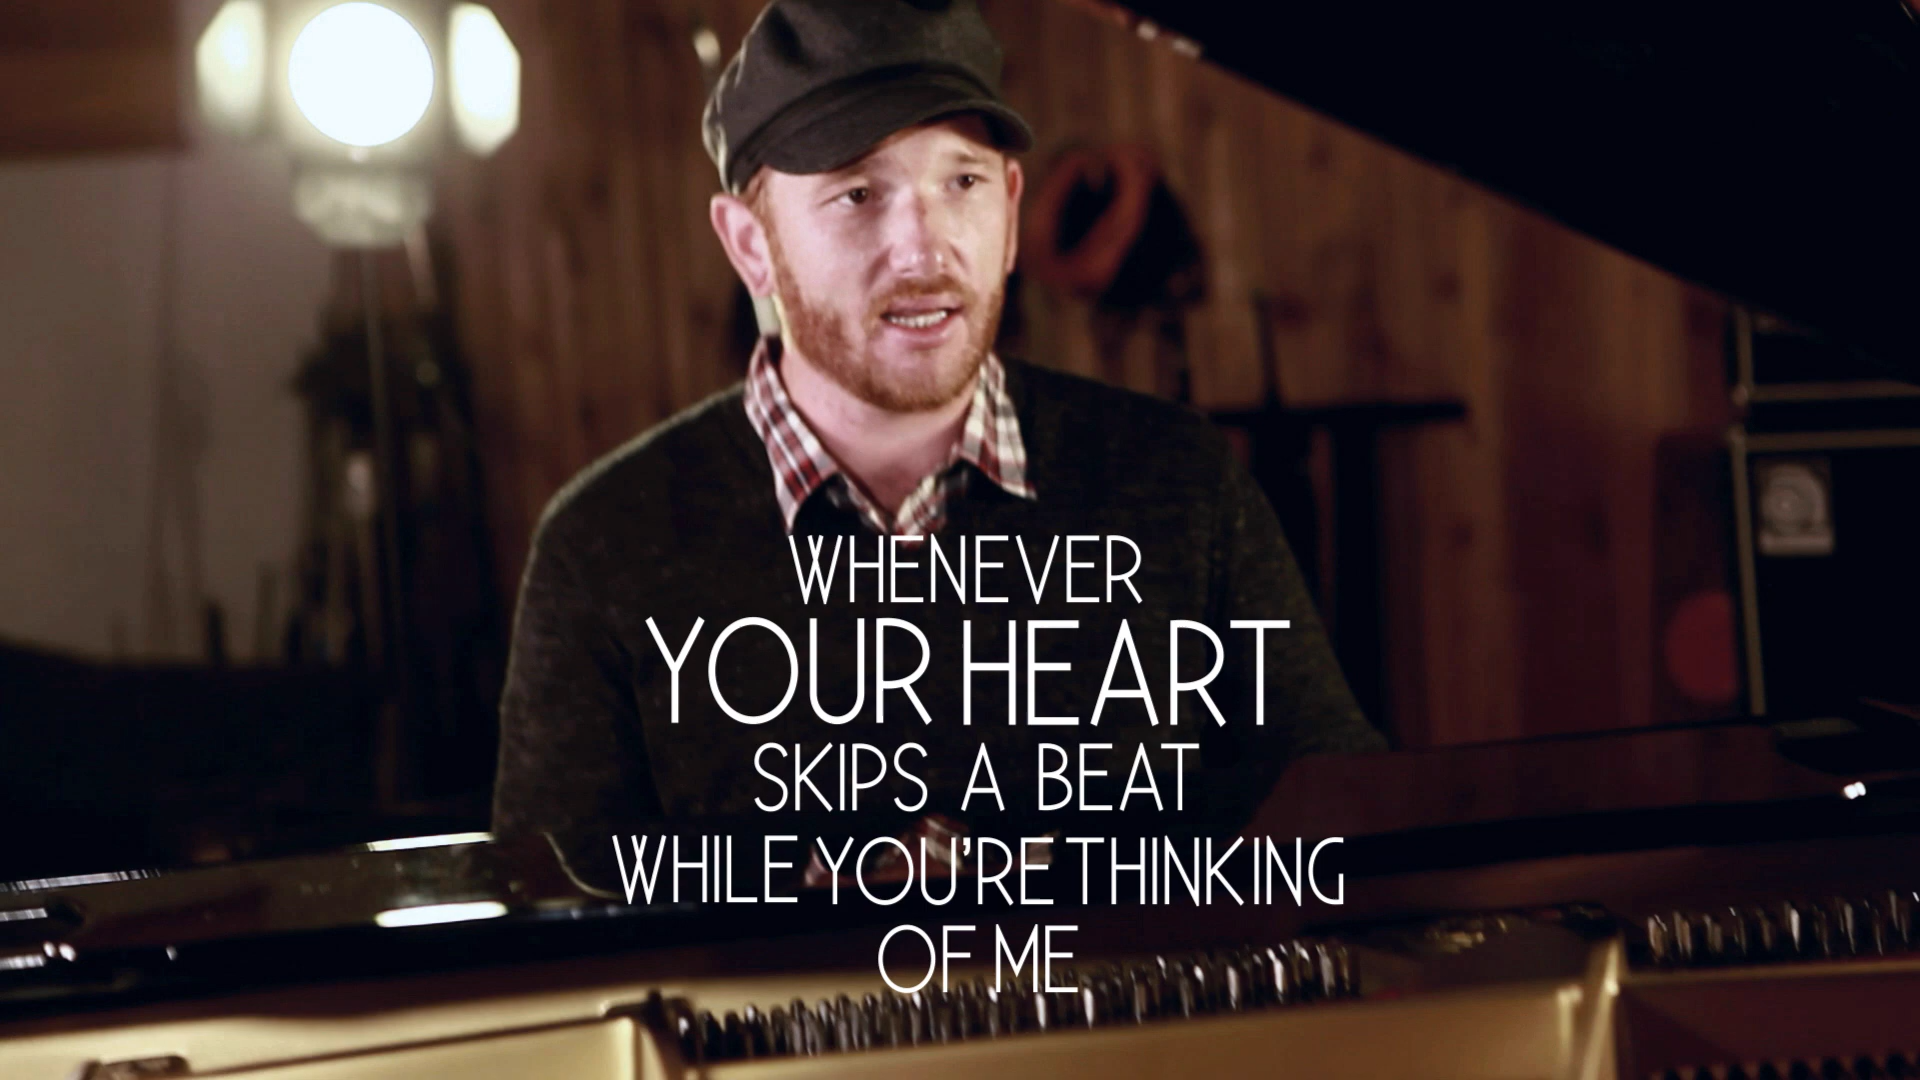 WHENEVER
YOUR HEART
SKIPS A BEAT
WHILE YOU'RE THINKING
OF ME